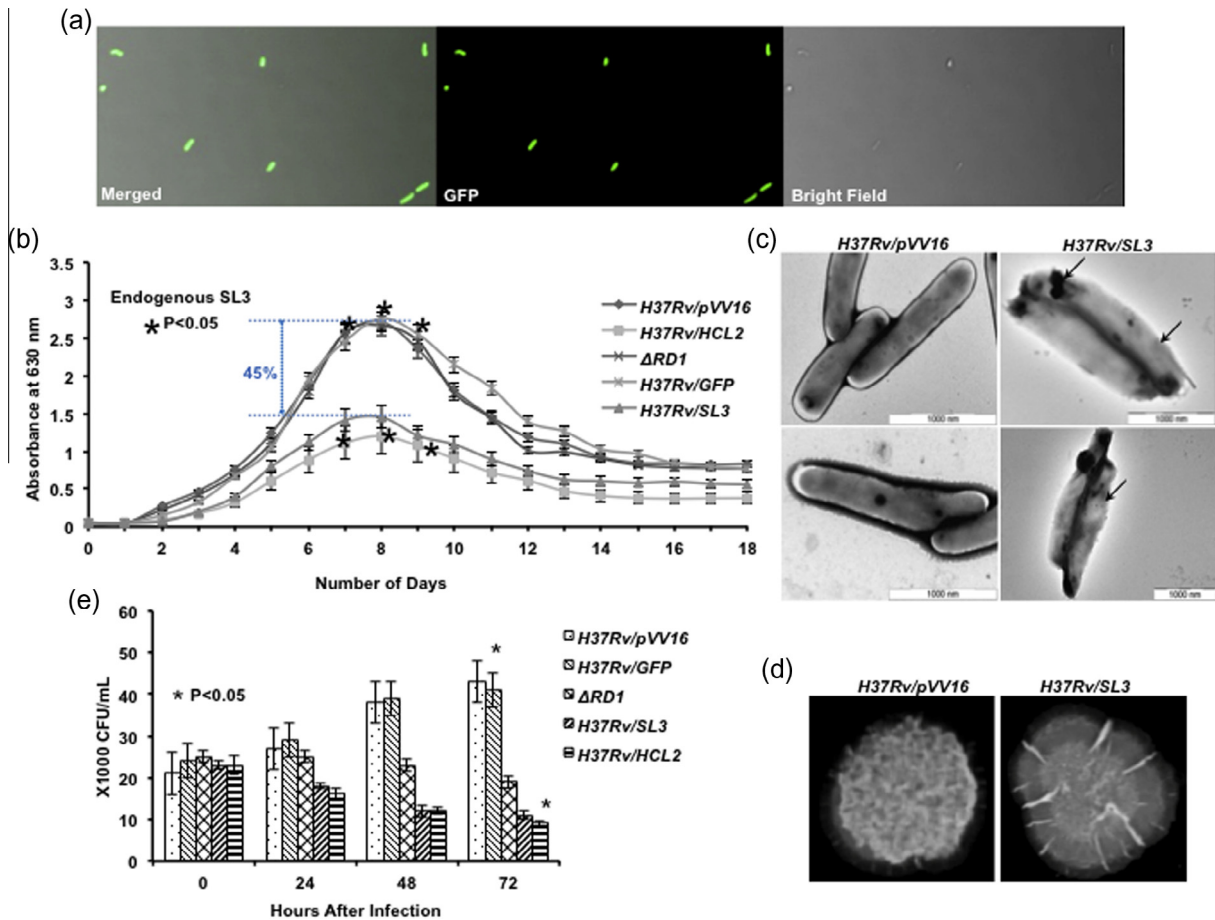 (a)
Merged
GFP
Bright Field
(b)
Endogenous SL3
* P<0.05
45%
Absorbance at 630 nm
3.5
3
2.5
2
1.5
1
0.5
0
0 2 4 6 8 10 12 14 16 18
Number of Days
H37Rv/pVV16
H37Rv/HCL2
ΔRD1
H37Rv/GFP
H37Rv/SL3
(c)
H37Rv/pVV16
H37Rv/SL3
1000 nm
1000 nm
1000 nm
1000 nm
(e)
* P<0.05
X1000 CFU/mL
60
50
40
30
20
10
0
0 24 48 72
Hours After Infection
*
*
H37Rv/pVV16
H37Rv/GFP
ΔRD1
H37Rv/SL3
H37Rv/HCL2
(d)
H37Rv/pVV16
H37Rv/SL3